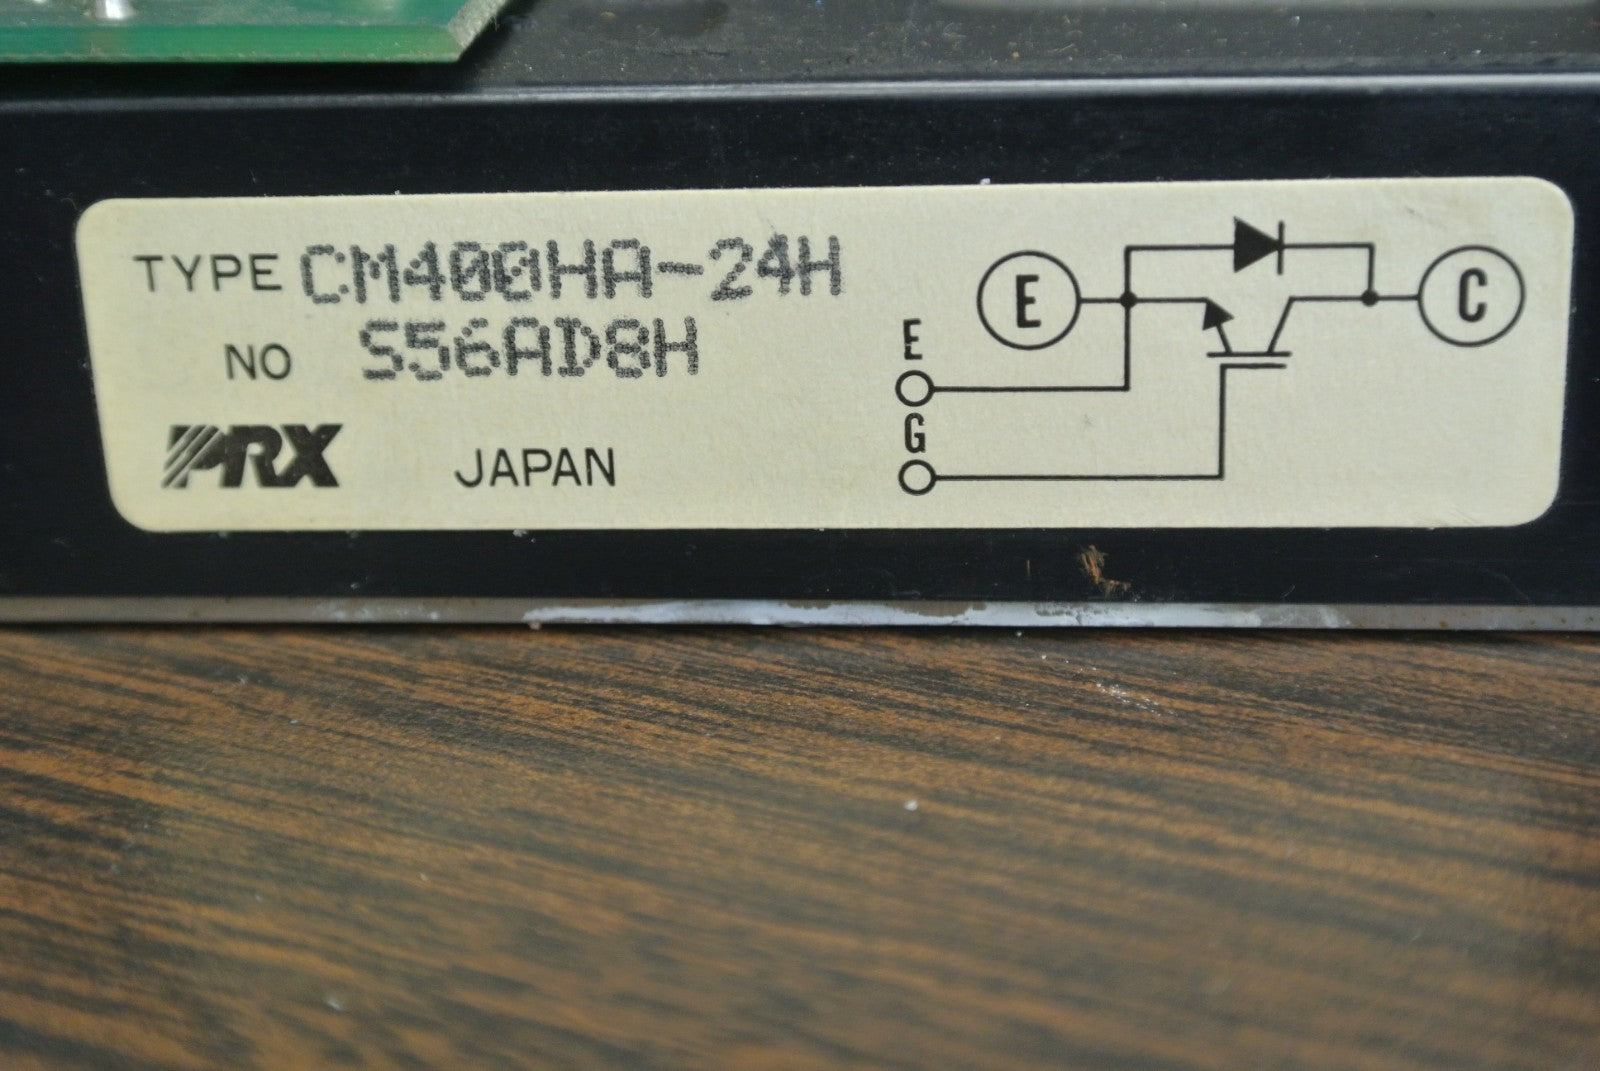 TYPE CM400HA-24H
NO S56AD8H
PRX JAPAN
E C
E
G